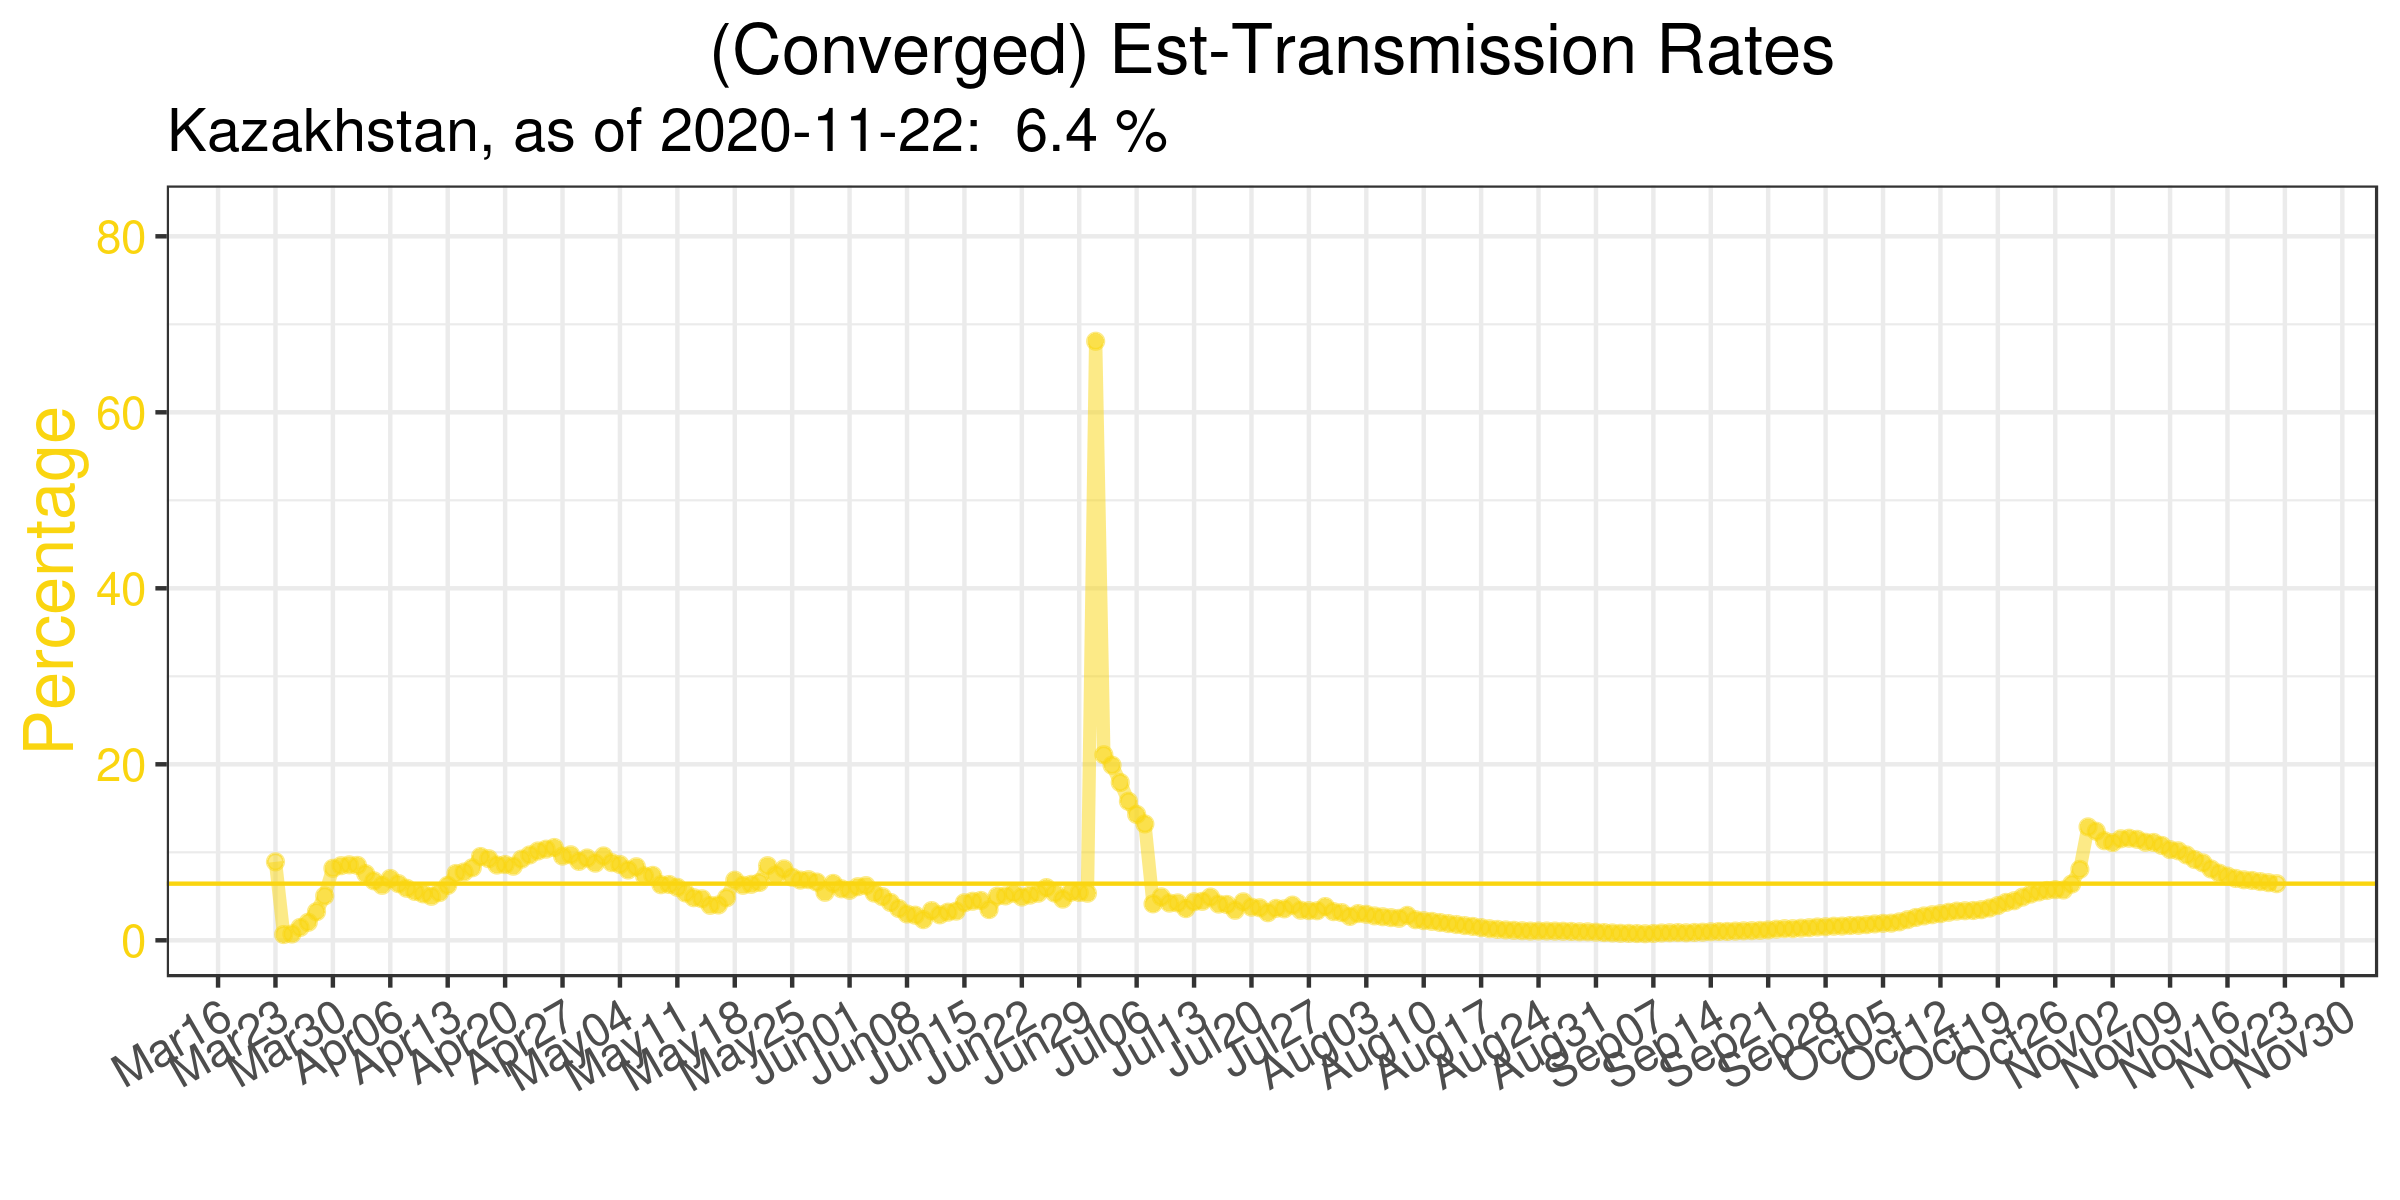 (Converged) Est-Transmission Rates
Kazakhstan, as of 2020-11-22:  6.4 %
Percentage
80
60
40
20
0
Mar16
Mar23
Mar30
Apr06
Apr13
Apr20
Apr27
May04
May11
May18
May25
Jun01
Jun08
Jun15
Jun22
Jun29
Jul06
Jul13
Jul20
Jul27
Aug03
Aug10
Aug17
Aug24
Aug31
Sep07
Sep14
Sep21
Sep28
Oct05
Oct12
Oct19
Oct26
Nov02
Nov09
Nov16
Nov23
Nov30